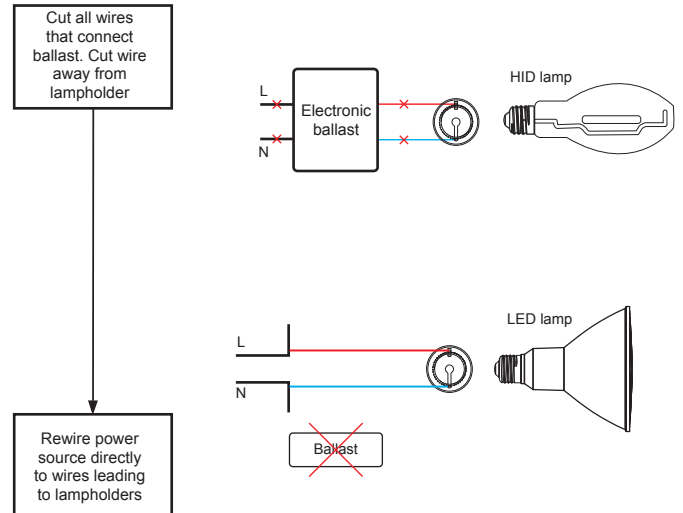 Cut all wires
that connect
ballast. Cut wire
away from
lampholder
L
N
Electronic
ballast
HID lamp
L
N
LED lamp
Ballast
Rewire power
source directly
to wires leading
to lampholders